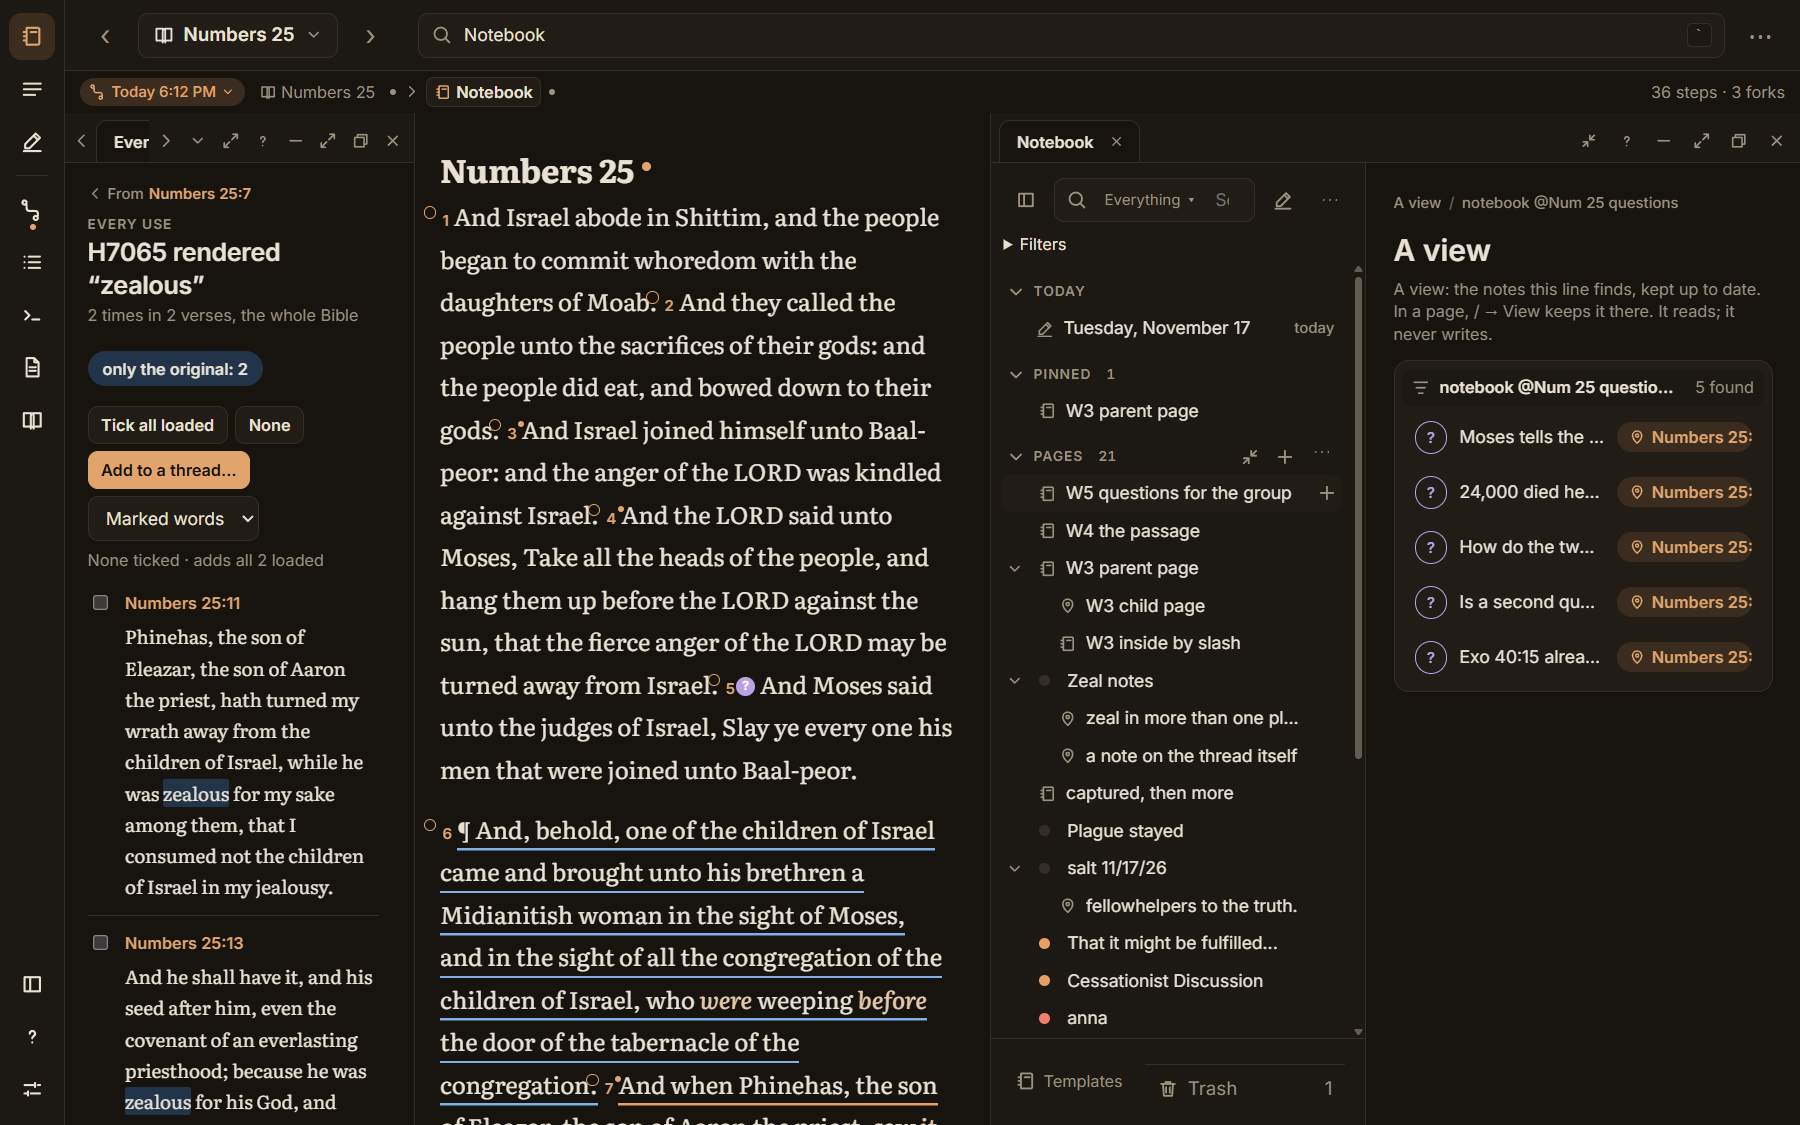 Numbers 25
Notebook
`
Today 6:12 PM
Numbers 25
Notebook
36 steps · 3 forks
Ever
?
From Numbers 25:7
EVERY USE
H7065 rendered
“zealous”
2 times in 2 verses, the whole Bible
only the original: 2
Tick all loaded
None
Add to a thread…
Marked words
None ticked · adds all 2 loaded
Numbers 25:11
Phinehas, the son of
Eleazar, the son of Aaron
the priest, hath turned my
wrath away from the
children of Israel, while he
was zealous for my sake
among them, that I
consumed not the children
of Israel in my jealousy.
Numbers 25:13
And he shall have it, and his
seed after him, even the
covenant of an everlasting
priesthood; because he was
zealous for his God, and
?
Numbers 25
1 And Israel abode in Shittim, and the people
began to commit whoredom with the
daughters of Moab. 2 And they called the
people unto the sacrifices of their gods: and
the people did eat, and bowed down to their
gods. 3 And Israel joined himself unto Baal-
peor: and the anger of the LORD was kindled
against Israel: 4 And the LORD said unto
Moses, Take all the heads of the people, and
hang them up before the LORD against the
sun, that the fierce anger of the LORD may be
turned away from Israel. 5 ? And Moses said
unto the judges of Israel, Slay ye every one his
men that were joined unto Baal-peor.
6 ¶ And, behold, one of the children of Israel
came and brought unto his brethren a
Midianitish woman in the sight of Moses,
and in the sight of all the congregation of the
children of Israel, who were weeping before
the door of the tabernacle of the
congregation. 7 And when Phinehas, the son
of Eleazar, the son of Aaron the priest, saw it,
Notebook
?
Everything
Filters
TODAY
Tuesday, November 17 today
PINNED 1
W3 parent page
PAGES 21
W5 questions for the group
W4 the passage
W3 parent page
W3 child page
W3 inside by slash
Zeal notes
zeal in more than one pl...
a note on the thread itself
captured, then more
Plague stayed
salt 11/17/26
fellowhelpers to the truth.
That it might be fulfilled...
Cessationist Discussion
anna
Templates
Trash 1
A view / notebook @Num 25 questions
A view
A view: the notes this line finds, kept up to date.
In a page, / → View keeps it there. It reads; it
never writes.
notebook @Num 25 questio... 5 found
? Moses tells the ... Numbers 25:
? 24,000 died he... Numbers 25:
? How do the tw... Numbers 25:
? Is a second qu... Numbers 25:
? Exo 40:15 alrea... Numbers 25: